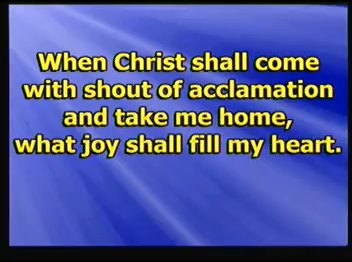 When Christ shall come
with shout of acclamation
and take me home,
what joy shall fill my heart.